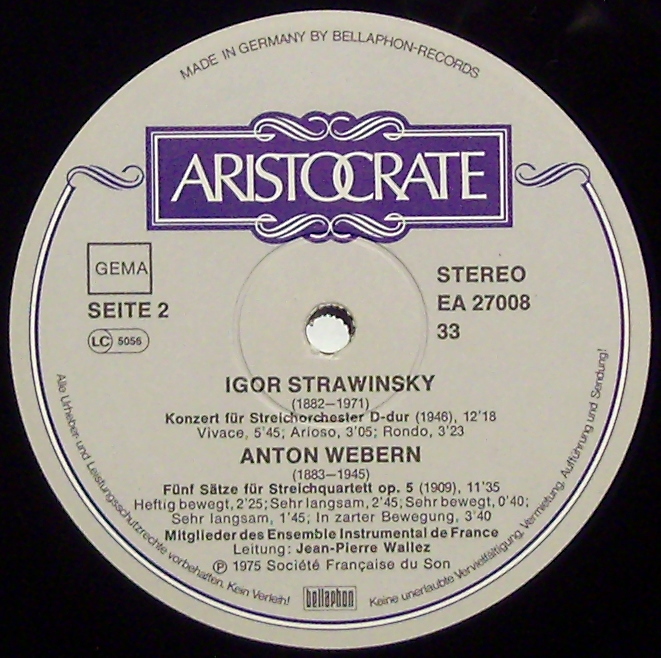 MADE IN GERMANY BY BELLAPHON-RECORDS
ARISTOCRATE
GEMA
SEITE 2
LC 5056
STEREO
EA 27008
33
IGOR STRAWINSKY
(1882—1971)
Konzert für Streichorchester D-dur (1946), 12'18
Vivace, 5'45; Arioso, 3'05; Rondo, 3'23
ANTON WEBERN
(1883—1945)
Fünf Sätze für Streichquartett op. 5 (1909), 11'35
Heftig bewegt, 2'25; Sehr langsam, 2'45; Sehr bewegt, 0'40;
Sehr langsam, 1'45; In zarter Bewegung, 3'40
Mitglieder des Ensemble Instrumental de France
Leitung: Jean-Pierre Wallez
℗ 1975 Société Française du Son
bellaphon
Alle Urheber- und Leistungsschutzrechte vorbehalten. Kein Verleih!
Keine unerlaubte Vervielfältigung, Vermietung, Aufführung und Sendung!